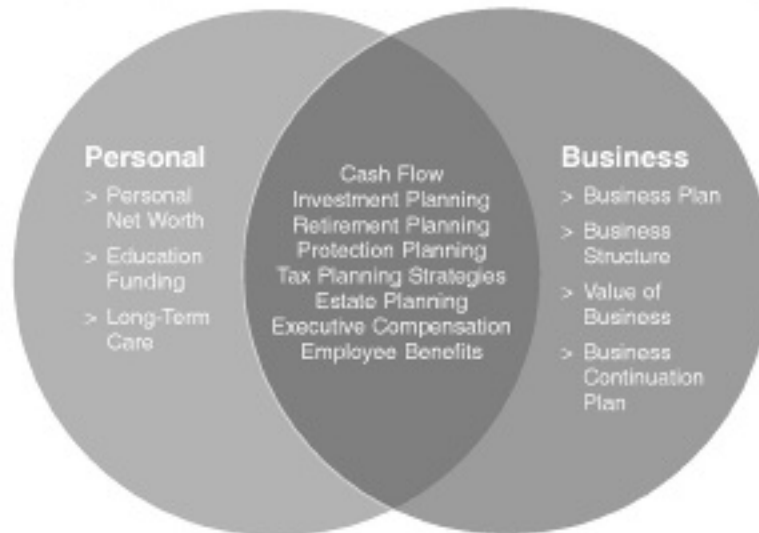 Personal
> Personal
Net Worth
> Education
Funding
> Long-Term
Care
Cash Flow
Investment Planning
Retirement Planning
Protection Planning
Tax Planning Strategies
Estate Planning
Executive Compensation
Employee Benefits
Business
> Business Plan
> Business
Structure
> Value of
Business
> Business
Continuation
Plan